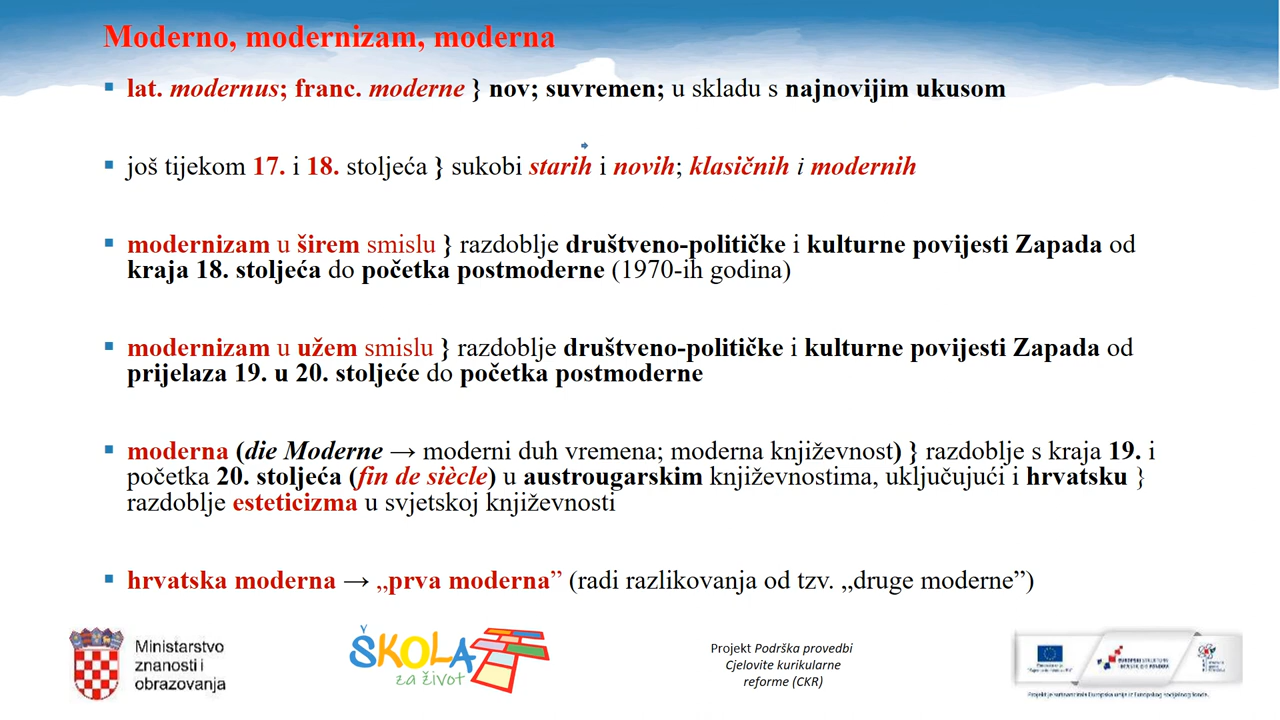 Moderno, modernizam, moderna
▪ lat. modernus; franc. moderne } nov; suvremen; u skladu s najnovijim ukusom
▪ još tijekom 17. i 18. stoljeća } sukobi starih i novih; klasičnih i modernih
▪ modernizam u širem smislu } razdoblje društveno-političke i kulturne povijesti Zapada od
kraja 18. stoljeća do početka postmoderne (1970-ih godina)
▪ modernizam u užem smislu } razdoblje društveno-političke i kulturne povijesti Zapada od
prijelaza 19. u 20. stoljeće do početka postmoderne
▪ moderna (die Moderne → moderni duh vremena; moderna književnost) } razdoblje s kraja 19. i
početka 20. stoljeća (fin de siècle) u austrougarskim književnostima, uključujući i hrvatsku }
razdoblje esteticizma u svjetskoj književnosti
▪ hrvatska moderna → „prva moderna” (radi razlikovanja od tzv. „druge moderne”)
Ministarstvo
znanosti i
obrazovanja
ŠKOLA
za život
Projekt Podrška provedbi
Cjelovite kurikularne
reforme (CKR)